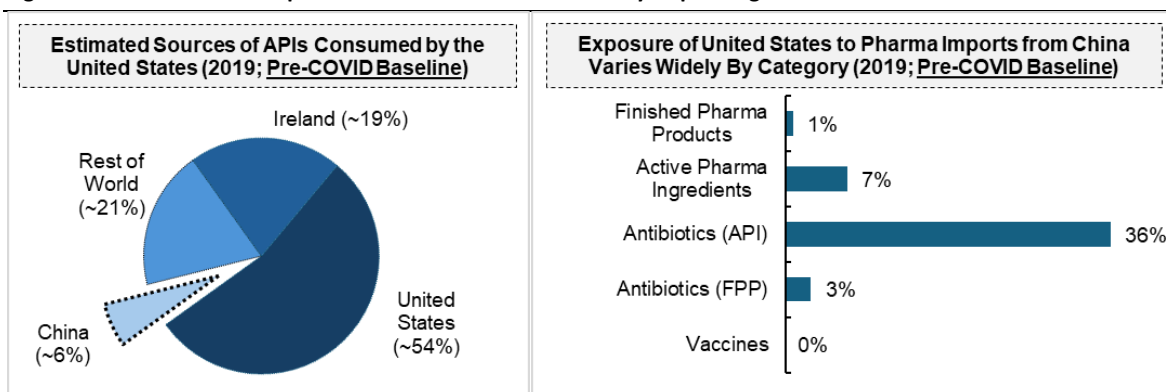 Estimated Sources of APIs Consumed by the
United States (2019; Pre-COVID Baseline)
Ireland (~19%)
Rest of
World
(~21%)
China
(~6%)
United
States
(~54%)
Exposure of United States to Pharma Imports from China
Varies Widely By Category (2019; Pre-COVID Baseline)
Finished Pharma
Products
1%
Active Pharma
Ingredients
7%
Antibiotics (API)
36%
Antibiotics (FPP)
3%
Vaccines
0%